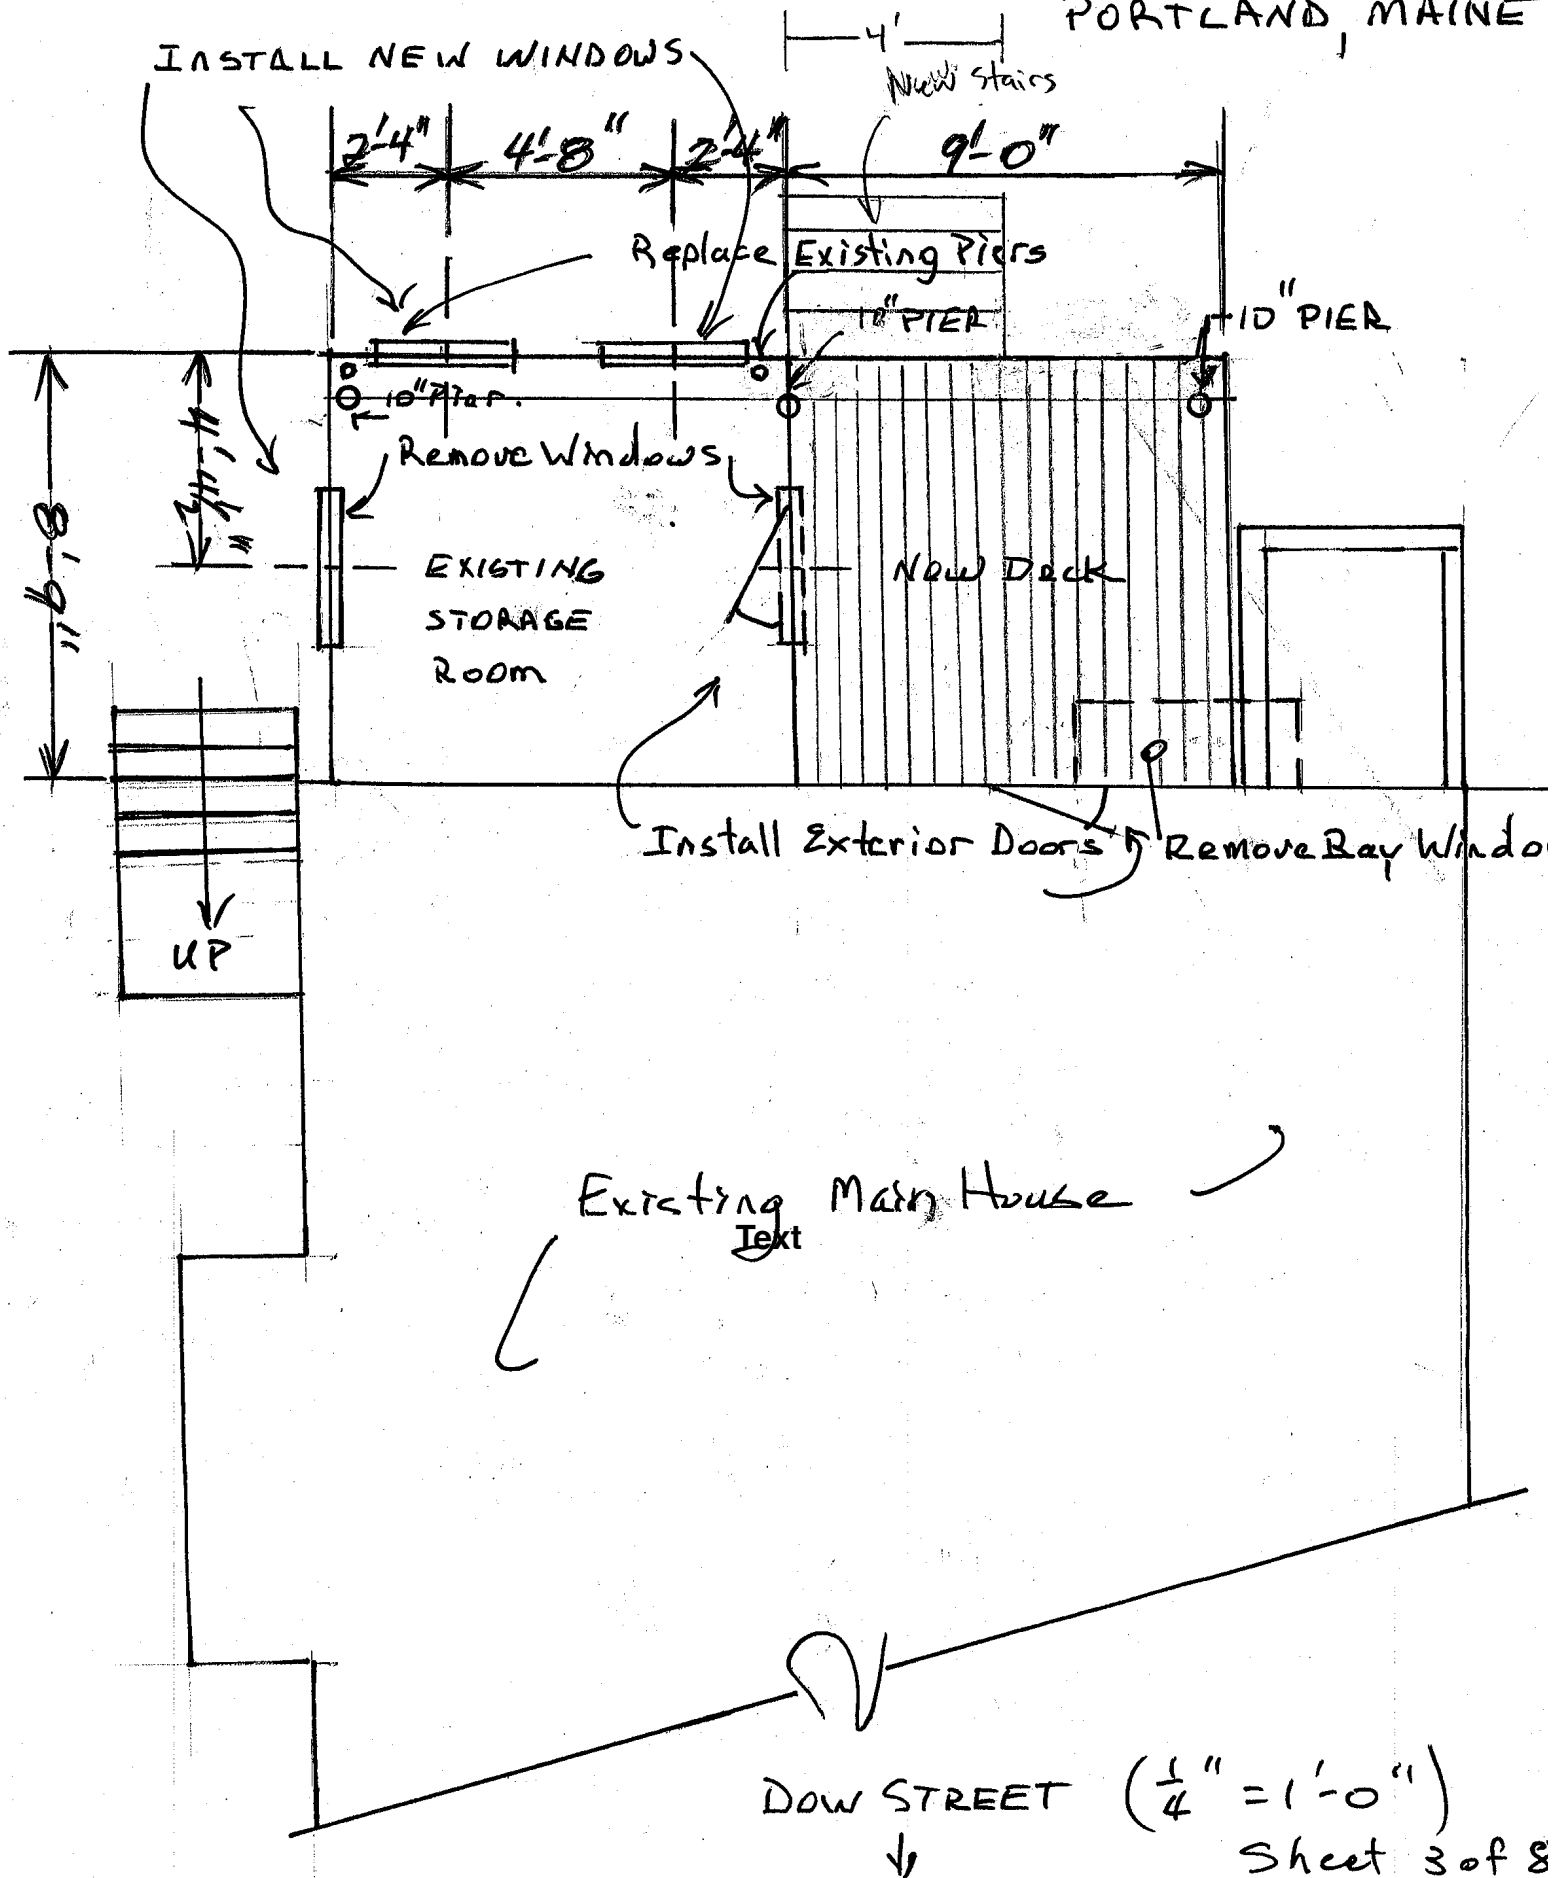 PORTLAND, MAINE
4'
New Stairs
INSTALL NEW WINDOWS
2'-4"
4'-8"
2'-4"
9'-0"
Replace Existing Piers
10" PIER
10" PIER
10" Pier.
Remove Windows
8'-9"
EXISTING
STORAGE
ROOM
New Deck
Install Exterior Doors
Remove Bay Windo
UP
Existing Main House
Text
DOW STREET (1/4" = 1'-0")
Sheet 3 of 8